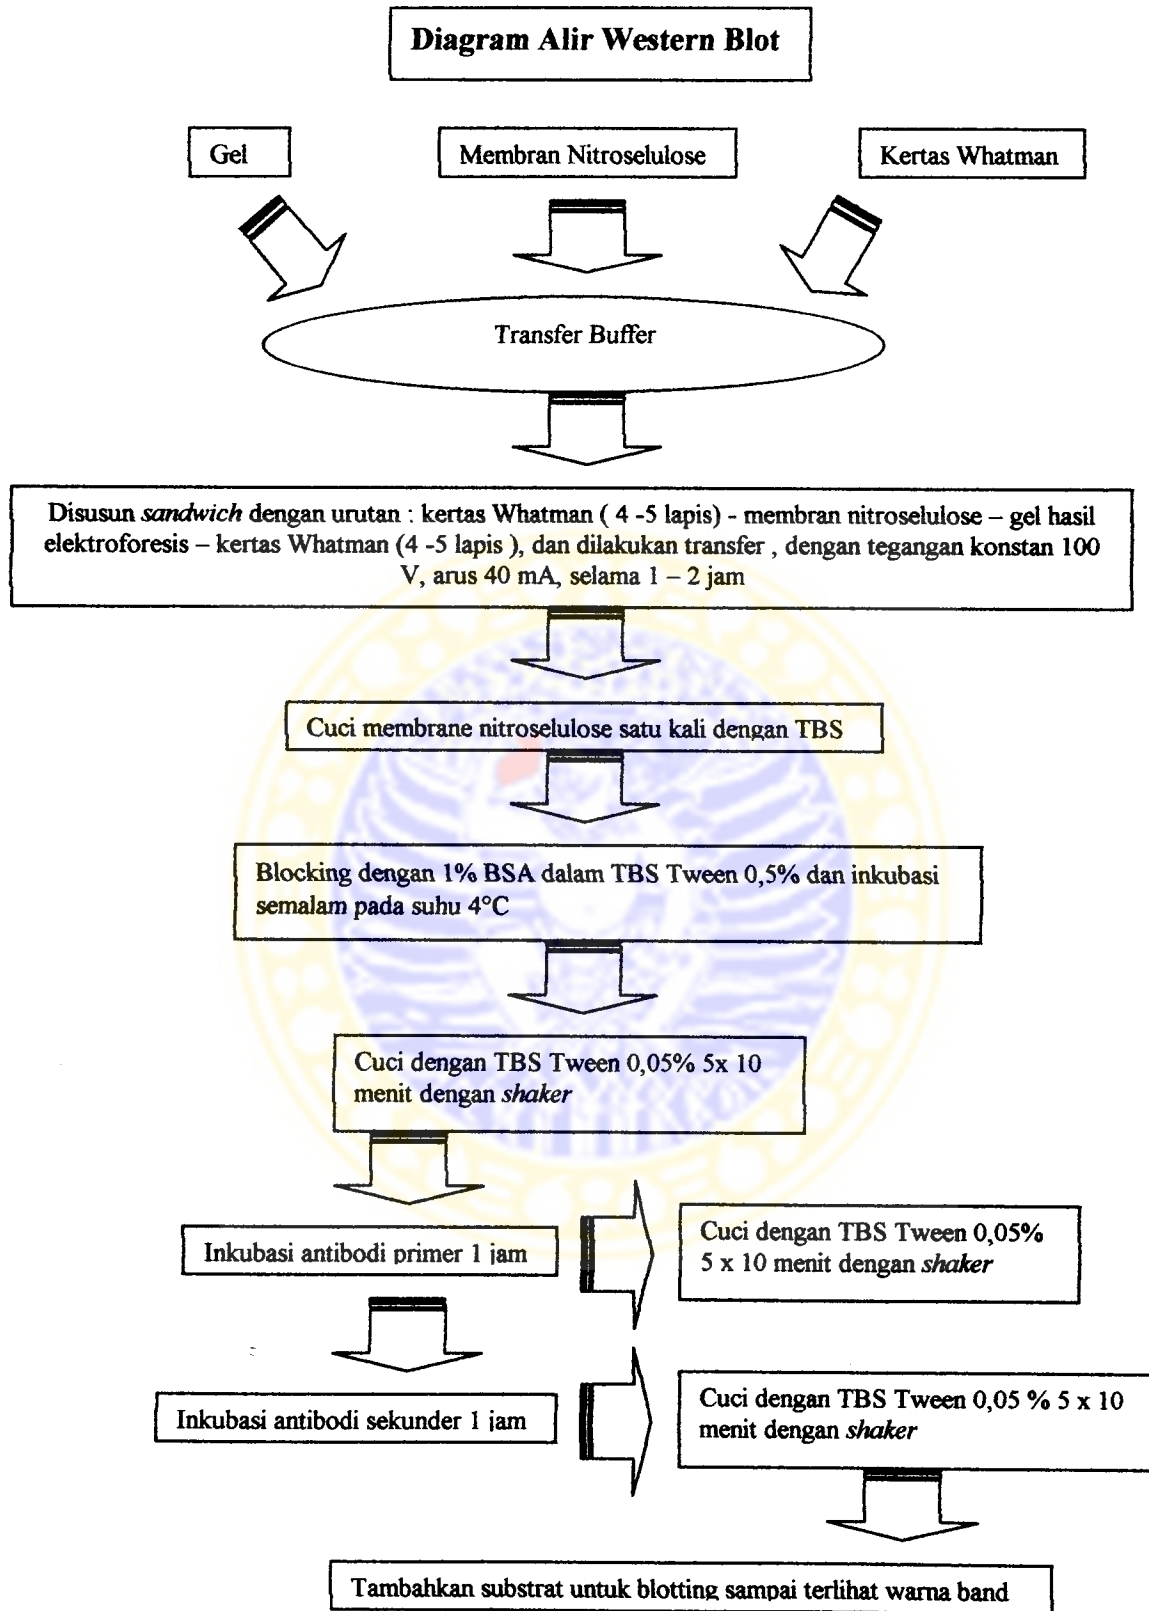 Diagram Alir Western Blot
Gel
Membran Nitroselulose
Kertas Whatman
Transfer Buffer
Disusun sandwich dengan urutan : kertas Whatman ( 4 -5 lapis) - membran nitroselulose – gel hasil
elektroforesis – kertas Whatman (4 -5 lapis ), dan dilakukan transfer , dengan tegangan konstan 100
V, arus 40 mA, selama 1 – 2 jam
Cuci membrane nitroselulose satu kali dengan TBS
Blocking dengan 1% BSA dalam TBS Tween 0,5% dan inkubasi
semalam pada suhu 4°C
Cuci dengan TBS Tween 0,05% 5x 10
menit dengan shaker
Inkubasi antibodi primer 1 jam
Cuci dengan TBS Tween 0,05%
5 x 10 menit dengan shaker
Inkubasi antibodi sekunder 1 jam
Cuci dengan TBS Tween 0,05 % 5 x 10
menit dengan shaker
Tambahkan substrat untuk blotting sampai terlihat warna band